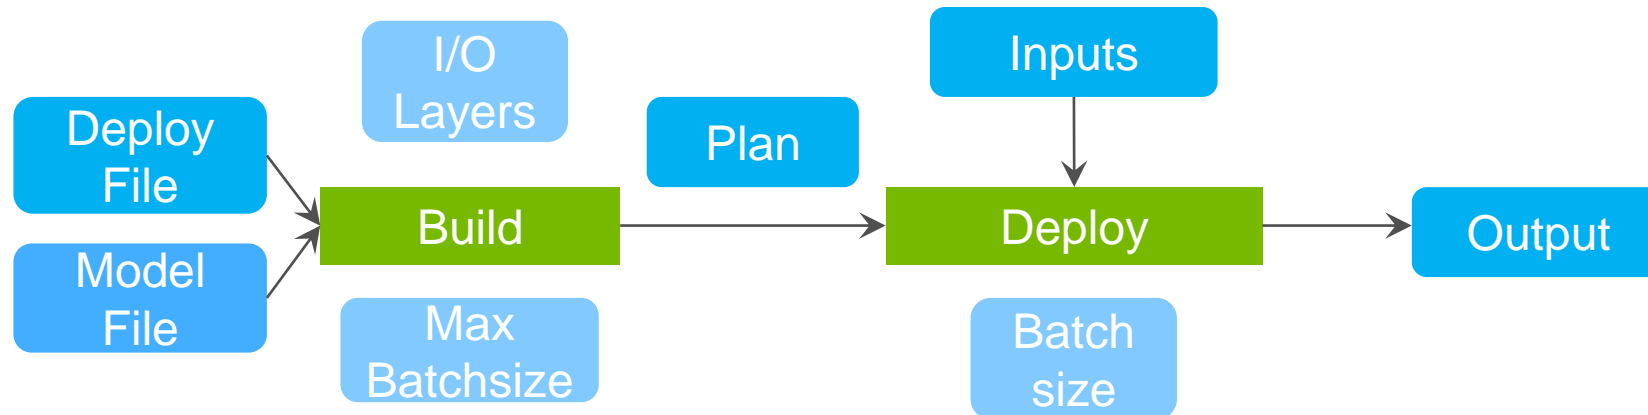 I/O
Layers
Inputs
Deploy
File
Plan
Build
Deploy
Output
Model
File
Max
Batchsize
Batch
size